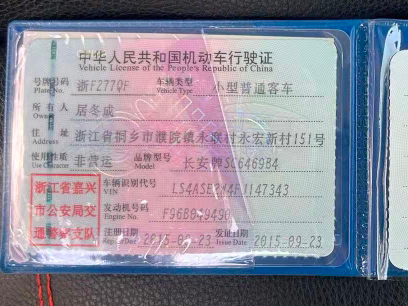 中华人民共和国机动车行驶证
Vehicle License of the People's Republic of China
号牌号码 浙F277QF 车辆类型 小型普通客车
Plate No. Vehicle Type
所有人 居冬成
Owner
住址 浙江省桐乡市濮院镇永联村永宏新村151号
Address
使用性质 非营运 品牌型号 长安牌SC6469B4
Use Character Model
浙江省嘉兴
市公安局交
通警察支队
车辆识别代号 LS4ASE2
VIN
发动机号码
Engine No.
注册日期 2015-09-23 发证日期 2015-09-23
Register Date Issue Date